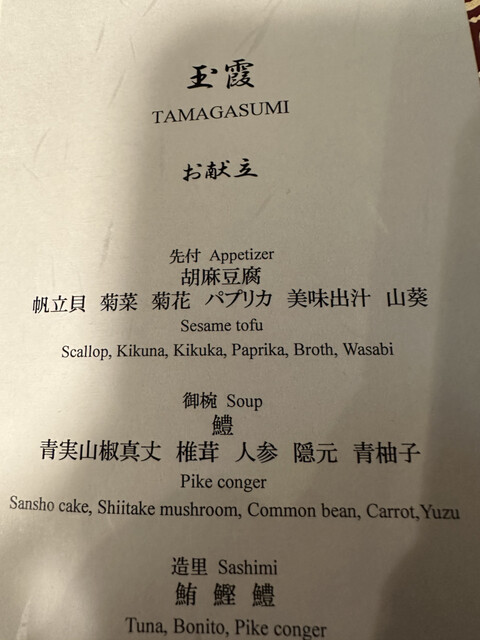 玉霞
TAMAGASUMI
お献立
先付 Appetizer
胡麻豆腐
帆立貝 菊菜 菊花 パプリカ 美味出汁 山葵
Sesame tofu
Scallop, Kikuna, Kikuka, Paprika, Broth, Wasabi
御椀 Soup
鱧
青実山椒真丈 椎茸 人参 隠元 青柚子
Pike conger
Sansho cake, Shiitake mushroom, Common bean, Carrot,Yuzu
造里 Sashimi
鮪 鰹 鱧
Tuna, Bonito, Pike conger